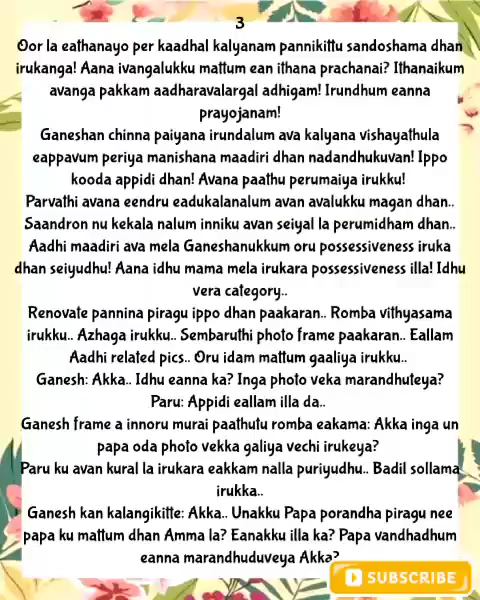 3
Oor la eathanayo per kaadhal kalyanam pannikittu sandoshama dhan
irukanga! Aana ivangalukku mattum ean ithana prachanai? Ithanaikum
avanga pakkam aadharavalargal adhigam! Irundhum eanna
prayojanam!
Ganeshan chinna paiyana irundalum ava kalyana vishayathula
eappavum periya manishana maadiri dhan nadandhukuvan! Ippo
kooda appidi dhan! Avana paathu perumaiya irukku!
Parvathi avana eendru eadukalanalum avan avalukku magan dhan..
Saandron nu kekala nalum inniku avan seiyal la perumidham dhan..
Aadhi maadiri ava mela Ganeshanukkum oru possessiveness iruka
dhan seiyudhu! Aana idhu mama mela irukara possessiveness illa! Idhu
vera category..
Renovate pannina piragu ippo dhan paakaran.. Romba vithyasama
irukku.. Azhaga irukku.. Sembaruthi photo frame paakaran.. Eallam
Aadhi related pics.. Oru idam mattum gaaliya irukku..
Ganesh: Akka.. Idhu eanna ka? Inga photo veka marandhuteya?
Paru: Appidi eallam illa da..
Ganesh frame a innoru murai paathutu romba eakama: Akka inga un
papa oda photo vekka galiya vechi irukeya?
Paru ku avan kural la irukara eakkam nalla puriyudhu.. Badil sollama
irukka..
Ganesh kan kalangikitte: Akka.. Unakku Papa porandha piragu nee
papa ku mattum dhan Amma la? Eanakku illa ka? Papa vandhadhum
eanna marandhuduveya Akka?
SUBSCRIBE